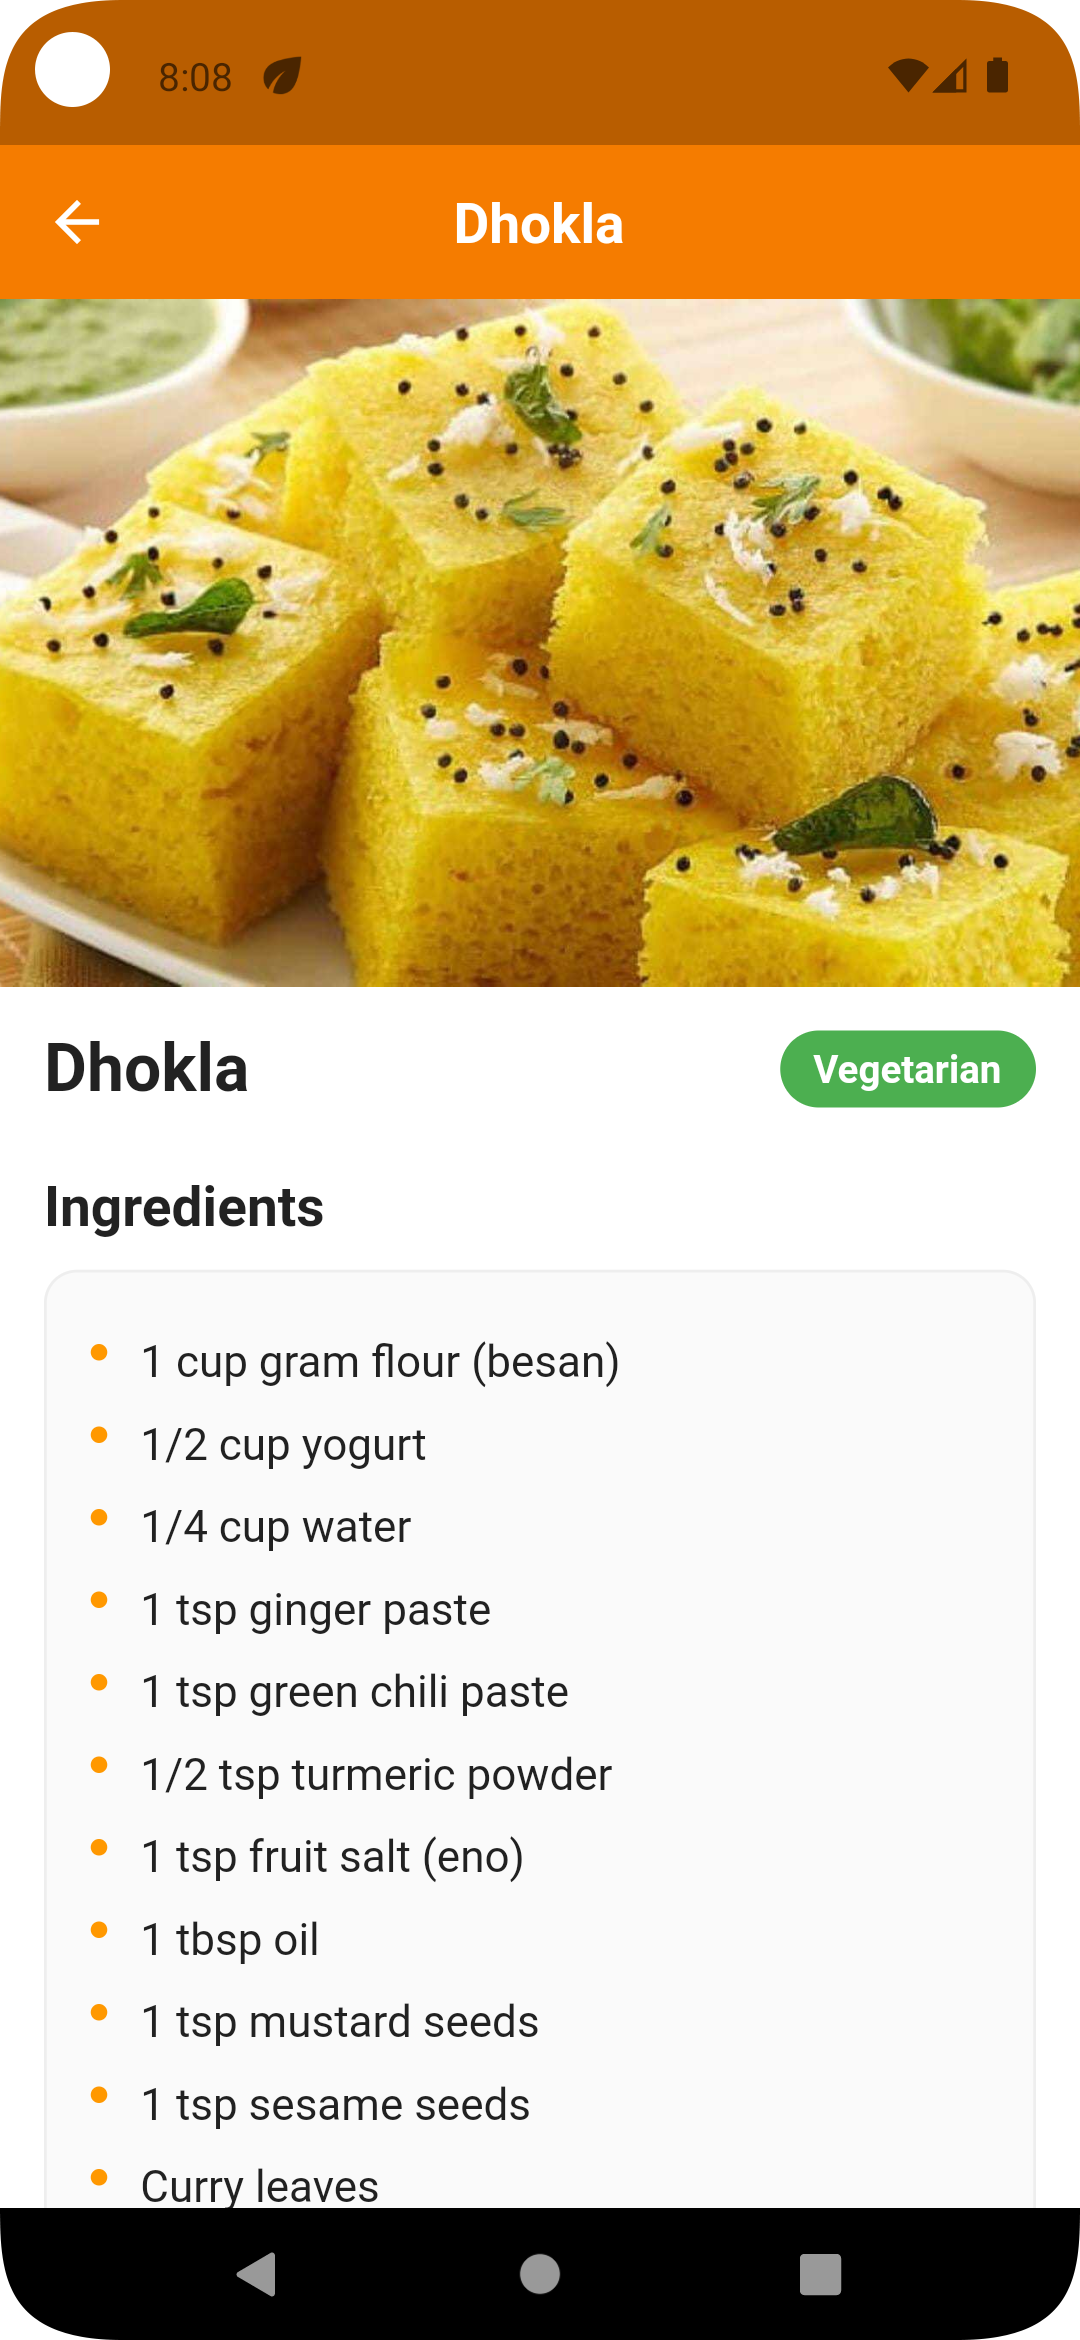 8:08
Dhokla
Dhokla
Vegetarian
Ingredients
1 cup gram flour (besan)
1/2 cup yogurt
1/4 cup water
1 tsp ginger paste
1 tsp green chili paste
1/2 tsp turmeric powder
1 tsp fruit salt (eno)
1 tbsp oil
1 tsp mustard seeds
1 tsp sesame seeds
Curry leaves